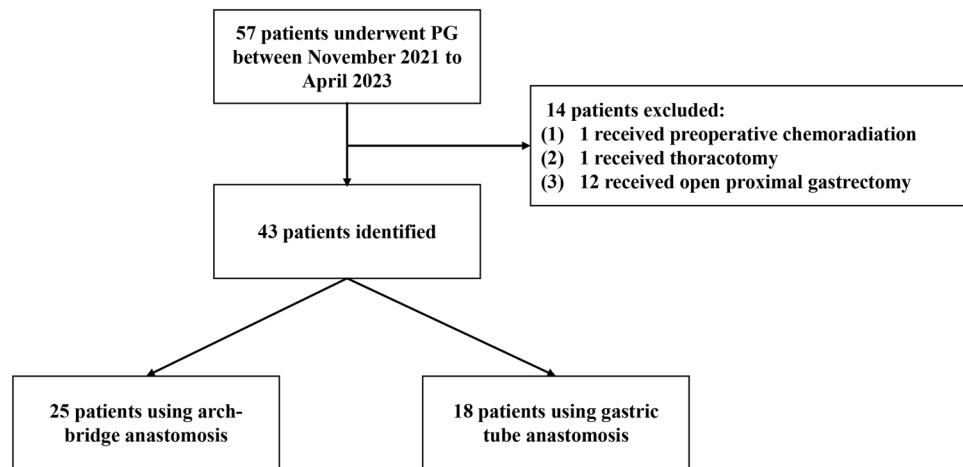 57 patients underwent PG
between November 2021 to
April 2023
14 patients excluded:
(1) 1 received preoperative chemoradiation
(2) 1 received thoracotomy
(3) 12 received open proximal gastrectomy
43 patients identified
25 patients using arch-
bridge anastomosis
18 patients using gastric
tube anastomosis